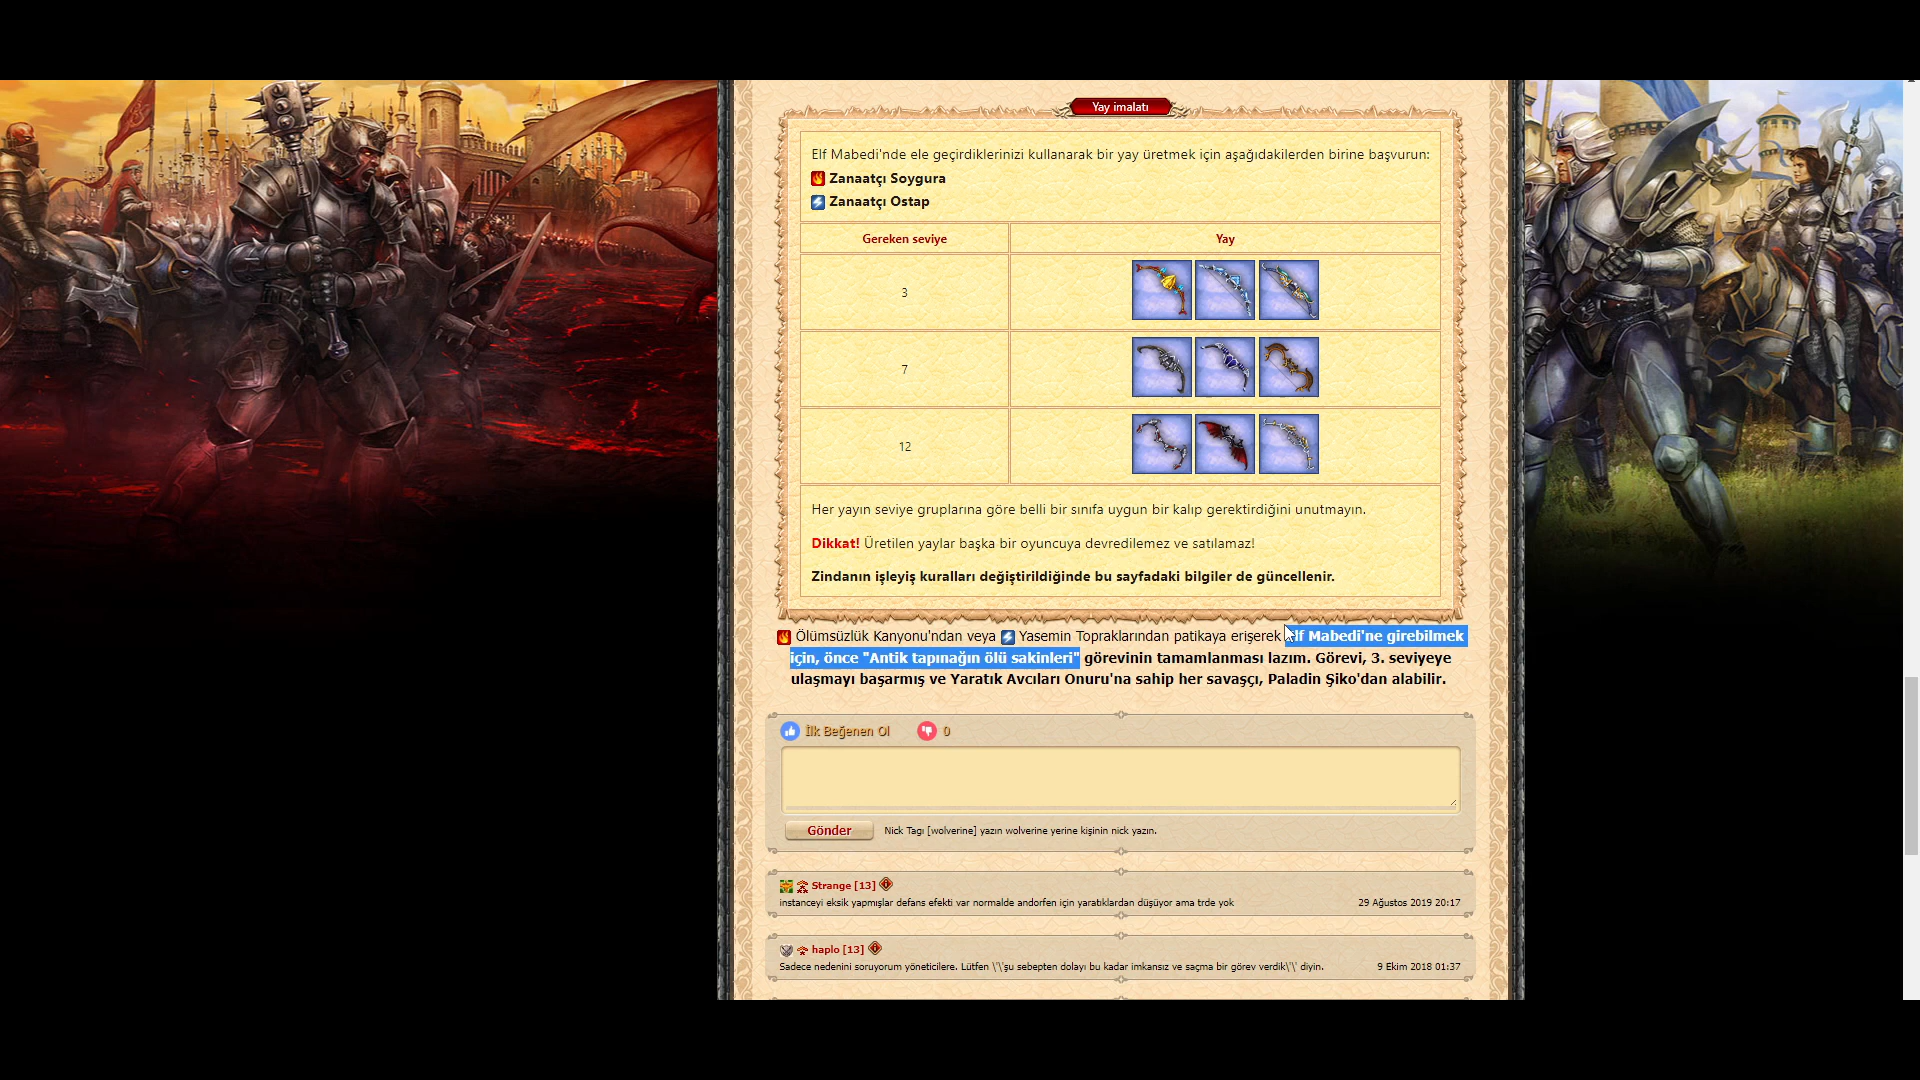 Yay imalatı
Elf Mabedi'nde ele geçirdiklerinizi kullanarak bir yay üretmek için aşağıdakilerden birine başvurun:
Zanaatçı Soygura
Zanaatçı Ostap
Gereken seviye Yay
3
7
12
Her yayın seviye gruplarına göre belli bir sınıfa uygun bir kalıp gerektirdiğini unutmayın.
Dikkat! Üretilen yaylar başka bir oyuncuya devredilemez ve satılamaz!
Zindanın işleyiş kuralları değiştirildiğinde bu sayfadaki bilgiler de güncellenir.
Ölümsüzlük Kanyonu'ndan veya Yasemin Topraklarından patikaya erişerek Elf Mabedi'ne girebilmek
için, önce "Antik tapınağın ölü sakinleri" görevinin tamamlanması lazım. Görevi, 3. seviyeye
ulaşmayı başarmış ve Yaratık Avcıları Onuru'na sahip her savaşçı, Paladin Şiko'dan alabilir.
İlk Beğenen Ol 0
Gönder Nick Tagı [wolverine] yazın wolverine yerine kişinin nick yazın.
Strange [13]
instanceyi eksik yapmışlar defans efekti var normalde andorfen için yaratıklardan düşüyor ama trde yok 29 Ağustos 2019 20:17
haplo [13]
Sadece nedenini soruyorum yöneticilere. Lütfen \'\'şu sebepten dolayı bu kadar imkansız ve saçma bir görev verdik\'\' diyin. 9 Ekim 2018 01:37